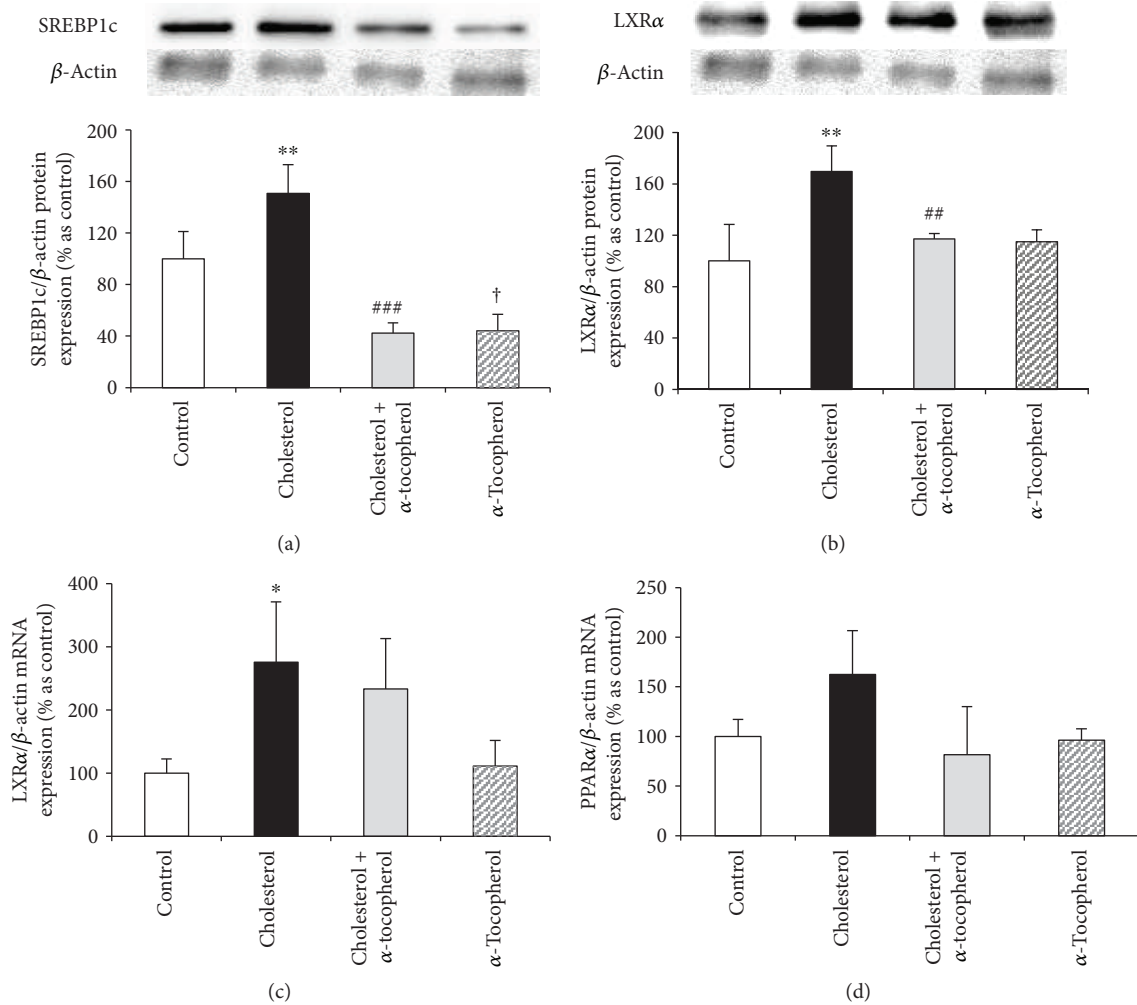 SREBP1c
β-Actin
200
160
120
80
40
0
SREBP1c/β-actin protein
expression (% as control)
**
###
†
Control
Cholesterol
Cholesterol +
α-tocopherol
α-Tocopherol
(a)
LXRα
β-Actin
200
160
120
80
40
0
LXRα/β-actin protein
expression (% as control)
**
##
Control
Cholesterol
Cholesterol +
α-tocopherol
α-Tocopherol
(b)
400
300
200
100
0
LXRα/β-actin mRNA
expression (% as control)
*
Control
Cholesterol
Cholesterol +
α-tocopherol
α-Tocopherol
(c)
250
200
150
100
50
0
PPARα/β-actin mRNA
expression (% as control)
Control
Cholesterol
Cholesterol +
α-tocopherol
α-Tocopherol
(d)